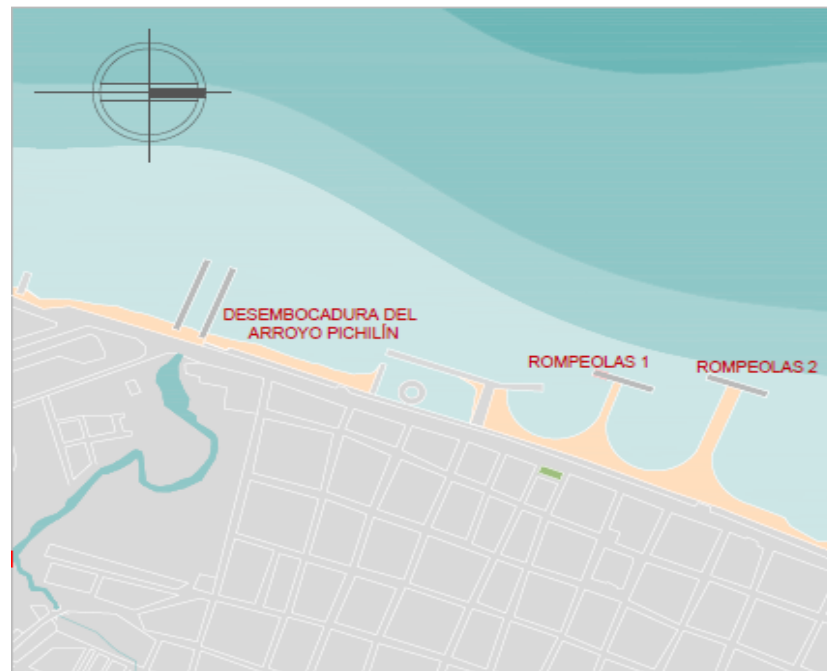 DESEMBOCADURA DEL
ARROYO PICHILÍN
ROMPEOLAS 1
ROMPEOLAS 2